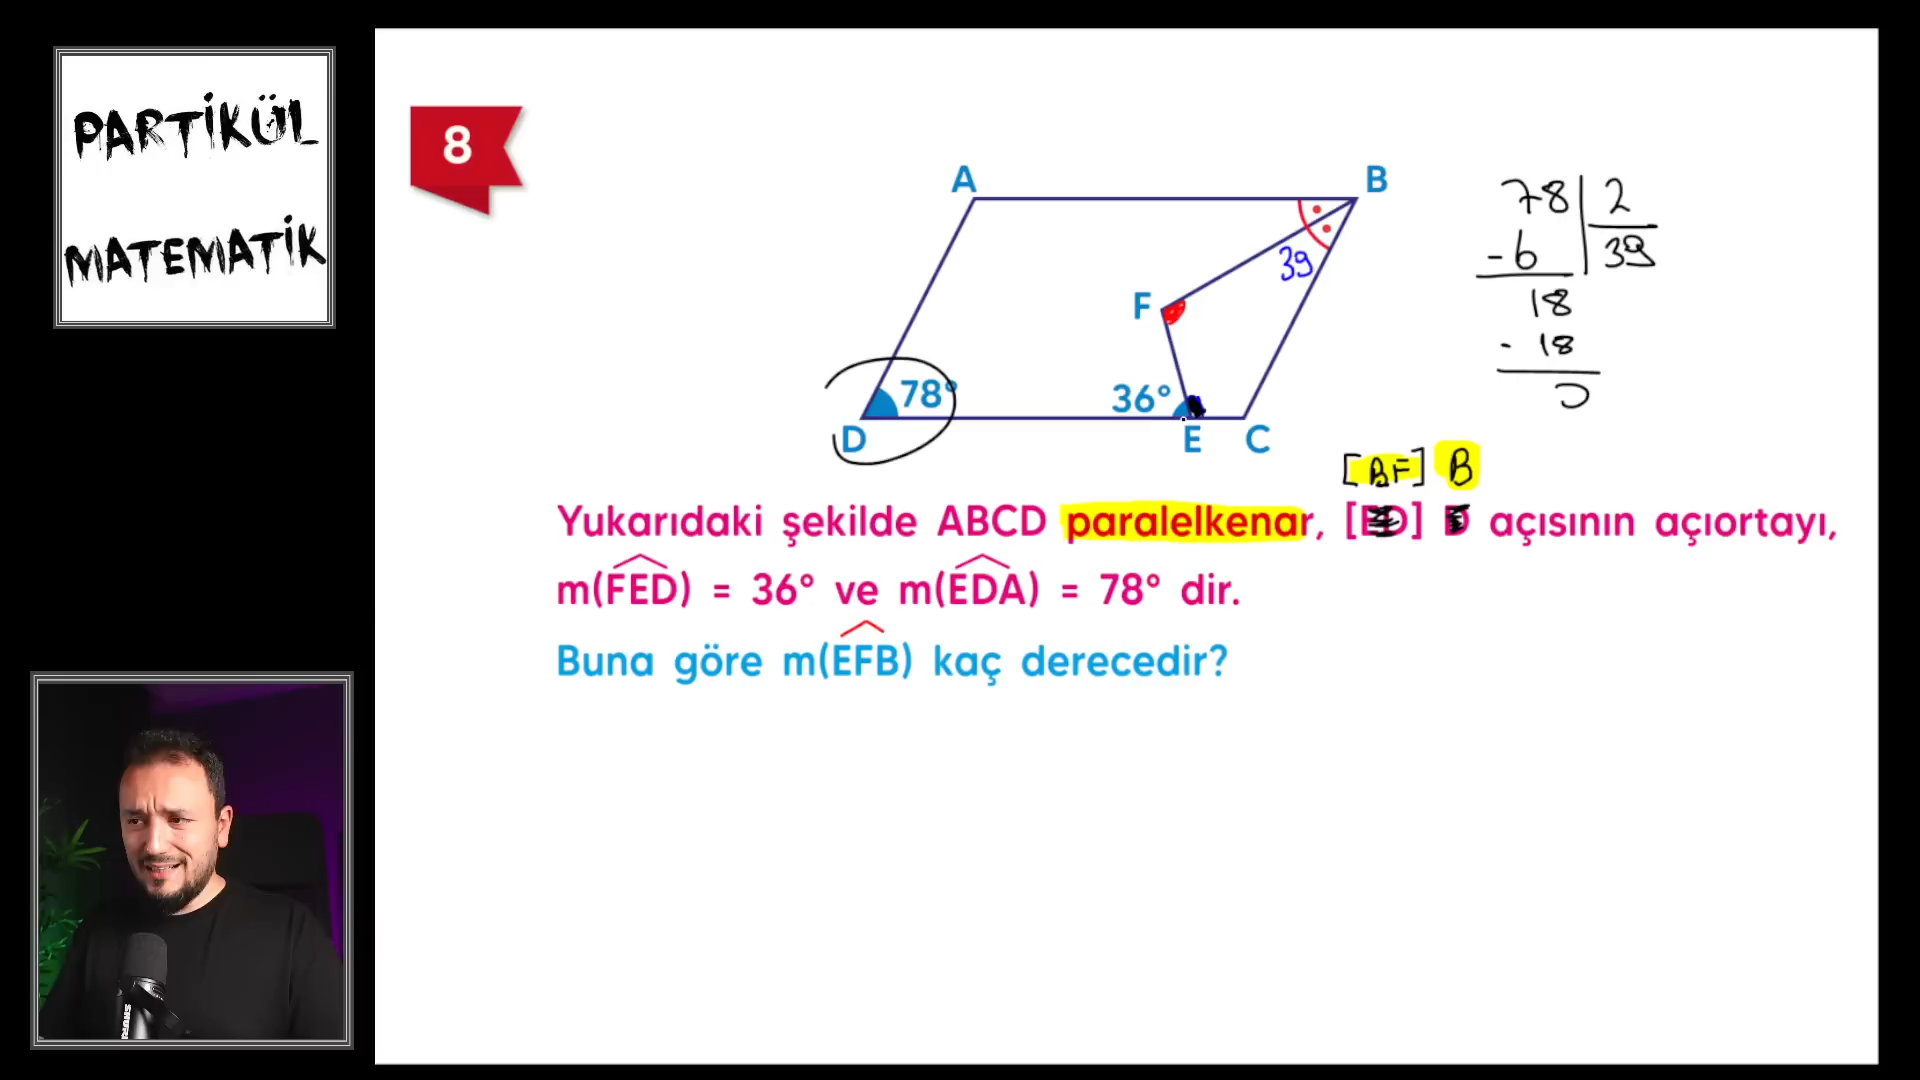 PARTİKÜL
MATEMATİK
8
A
B
78 | 2
- 6 39
18
- 18
0
39
F
78°
36°
D
E
C
[BF] B
Yukarıdaki şekilde ABCD paralelkenar, [ED] açısının açıortayı,
m(FED) = 36° ve m(EDA) = 78° dir.
Buna göre m(EFB) kaç derecedir?